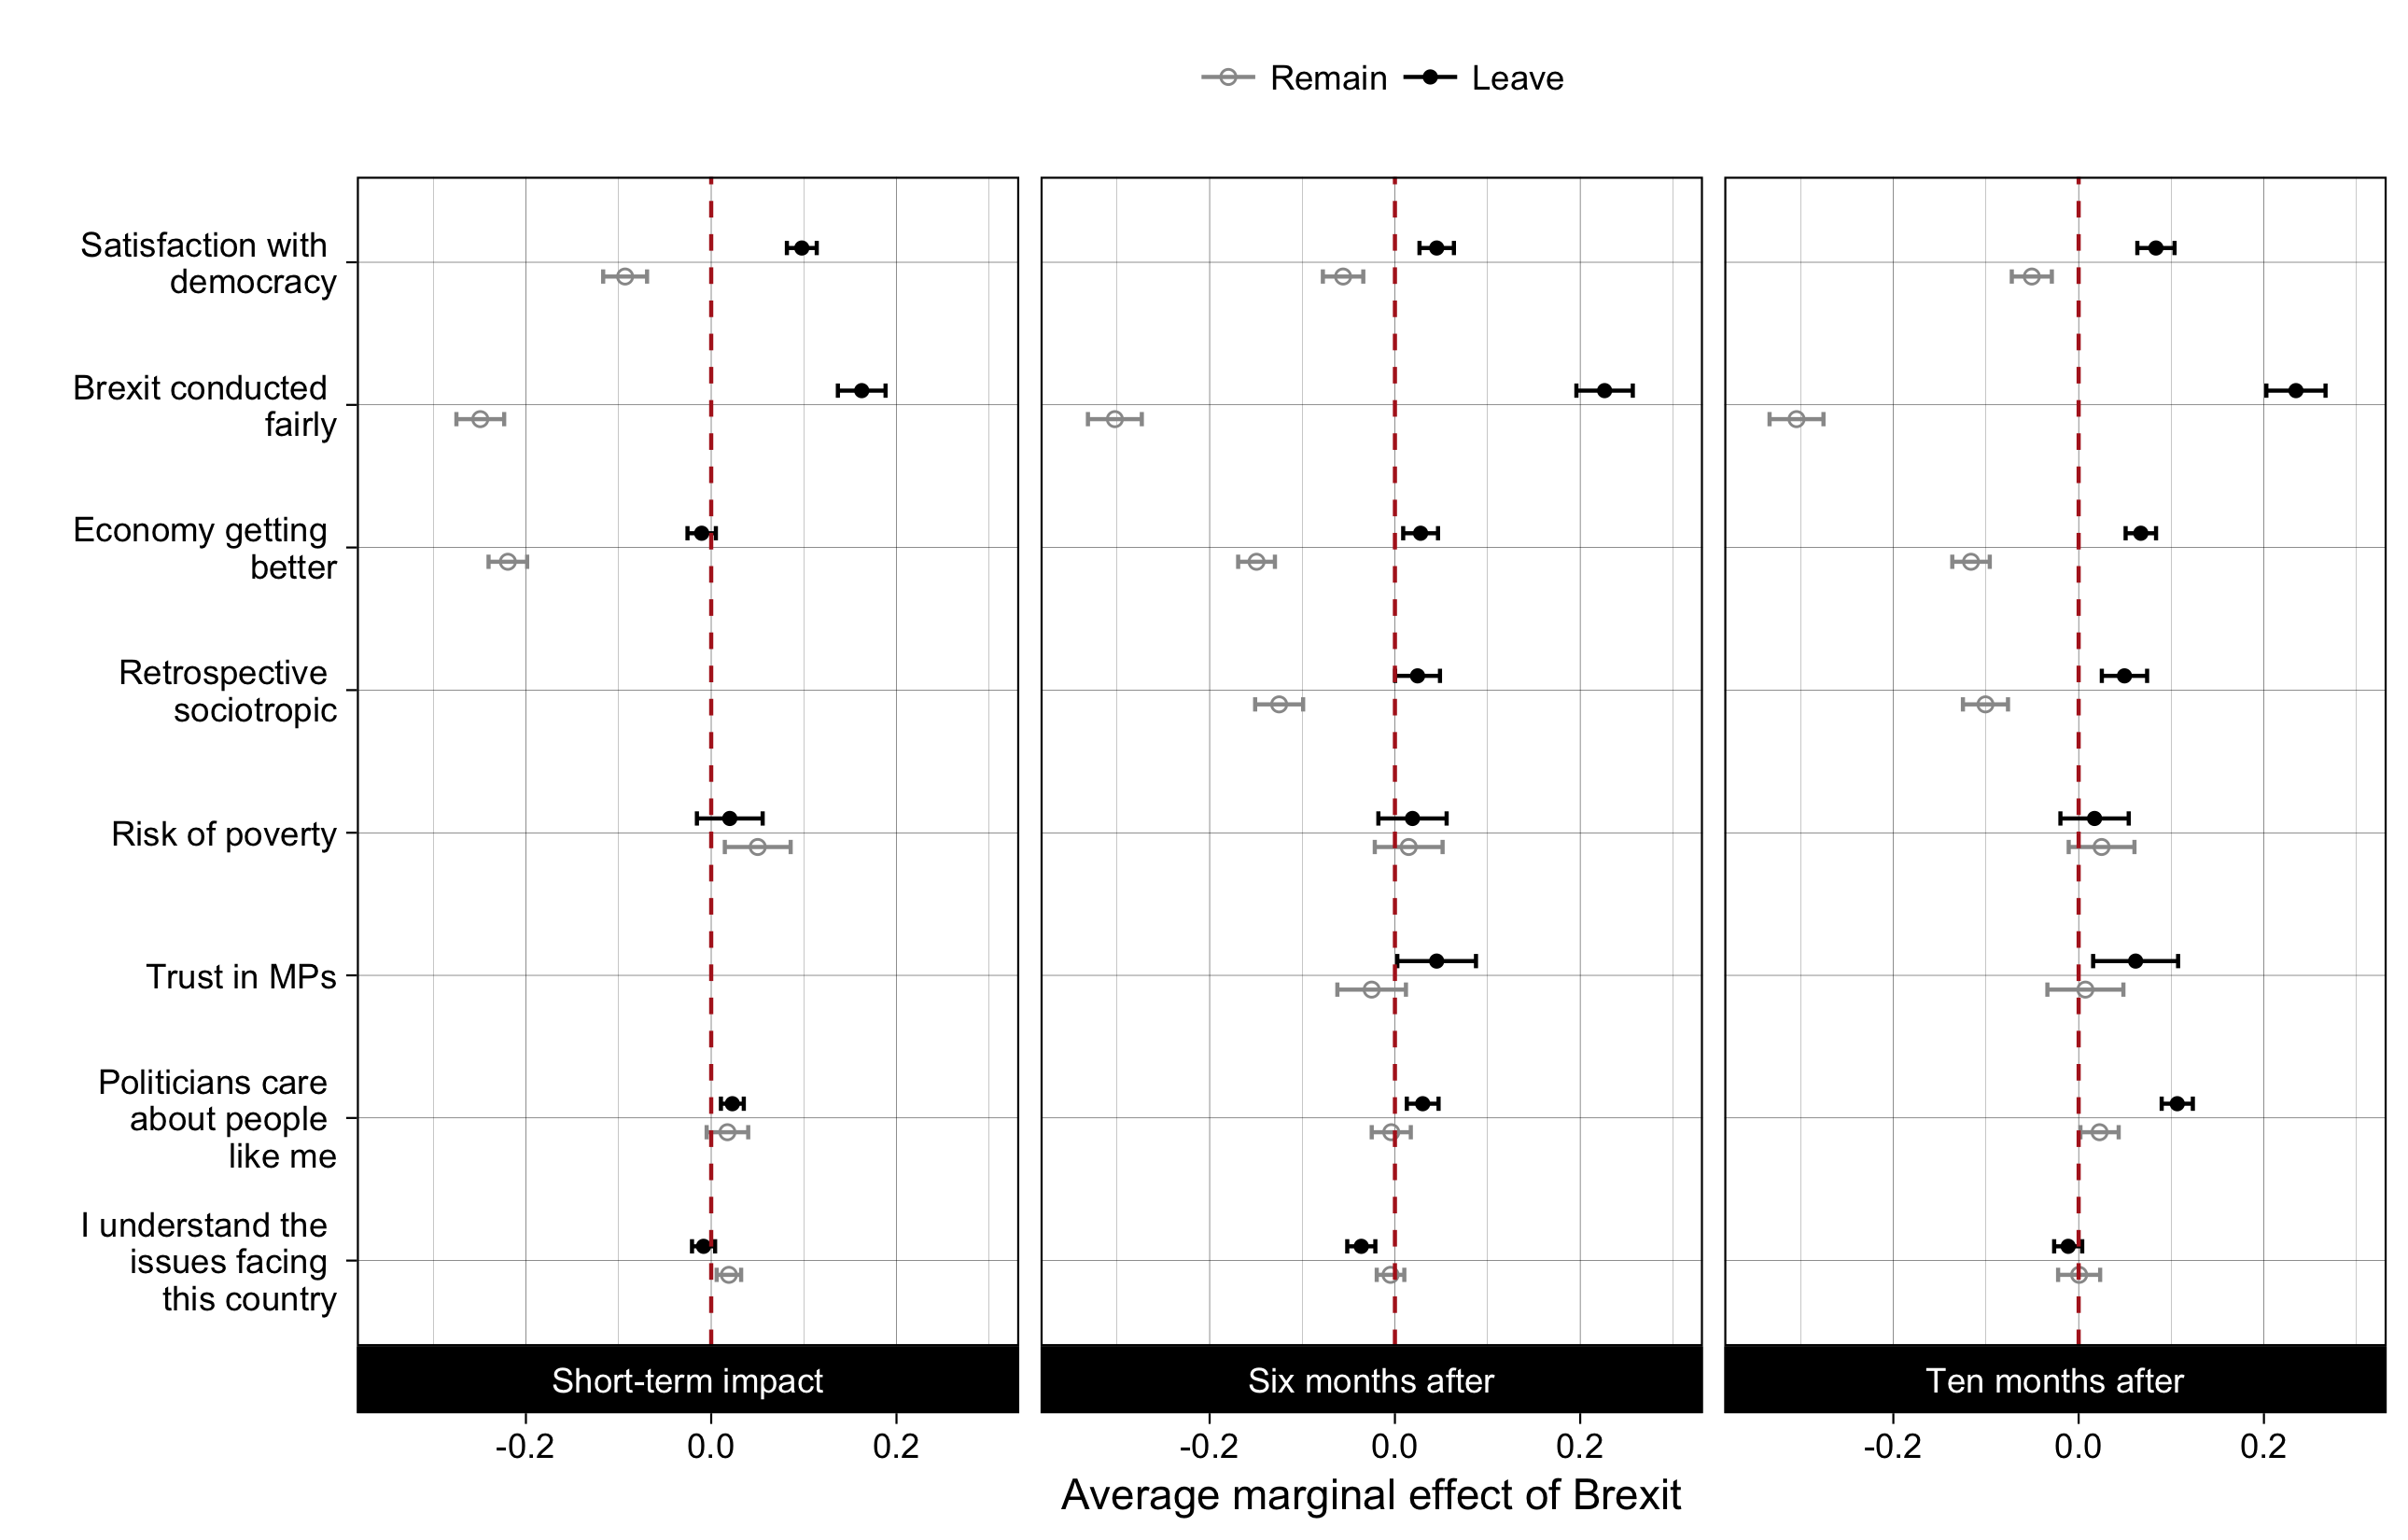 Remain Leave
Satisfaction with
democracy
Brexit conducted
fairly
Economy getting
better
Retrospective
sociotropic
Risk of poverty
Trust in MPs
Politicians care
about people
like me
I understand the
issues facing
this country
Short-term impact Six months after Ten months after
-0.2 0.0 0.2 -0.2 0.0 0.2 -0.2 0.0 0.2
Average marginal effect of Brexit